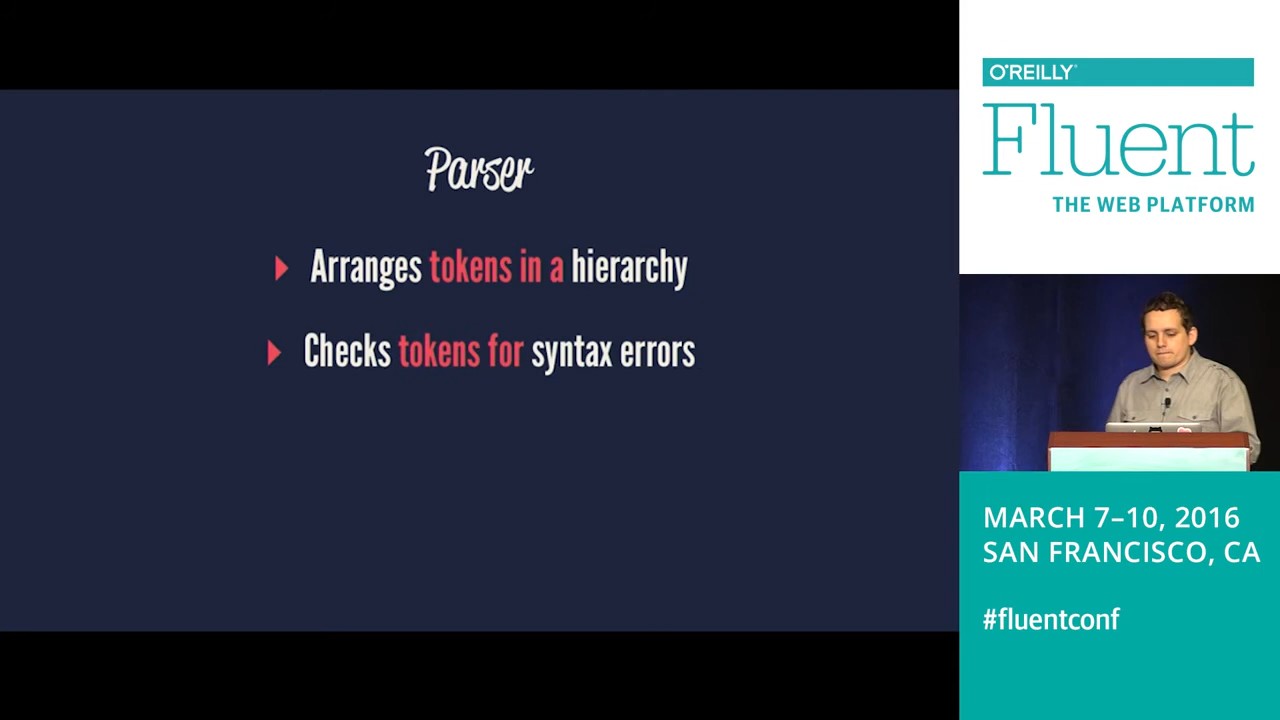 Parser
Arranges tokens in a hierarchy
Checks tokens for syntax errors
O'REILLY®
Fluent
THE WEB PLATFORM
MARCH 7–10, 2016
SAN FRANCISCO, CA
#fluentconf